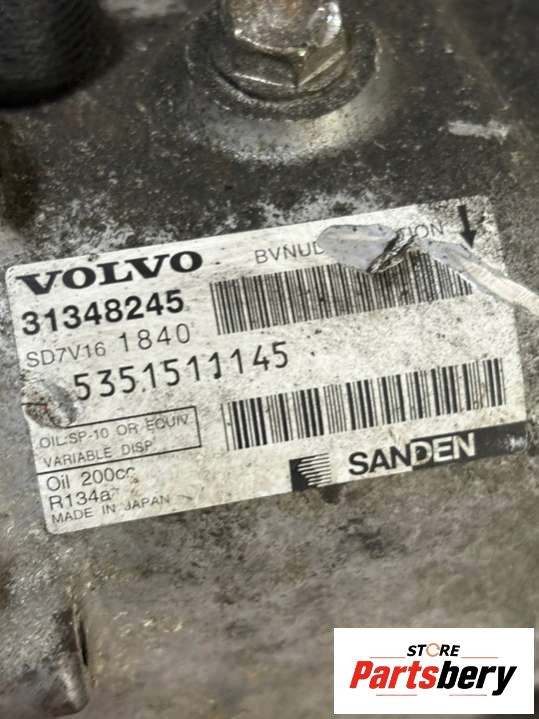 VOLVO
31348245
SD7V16 1840
5351511145
OIL:SP-10 OR EQUIV.
VARIABLE DISP
Oil 200cc
R134a
MADE IN JAPAN
SANDEN
STORE
Partsbery